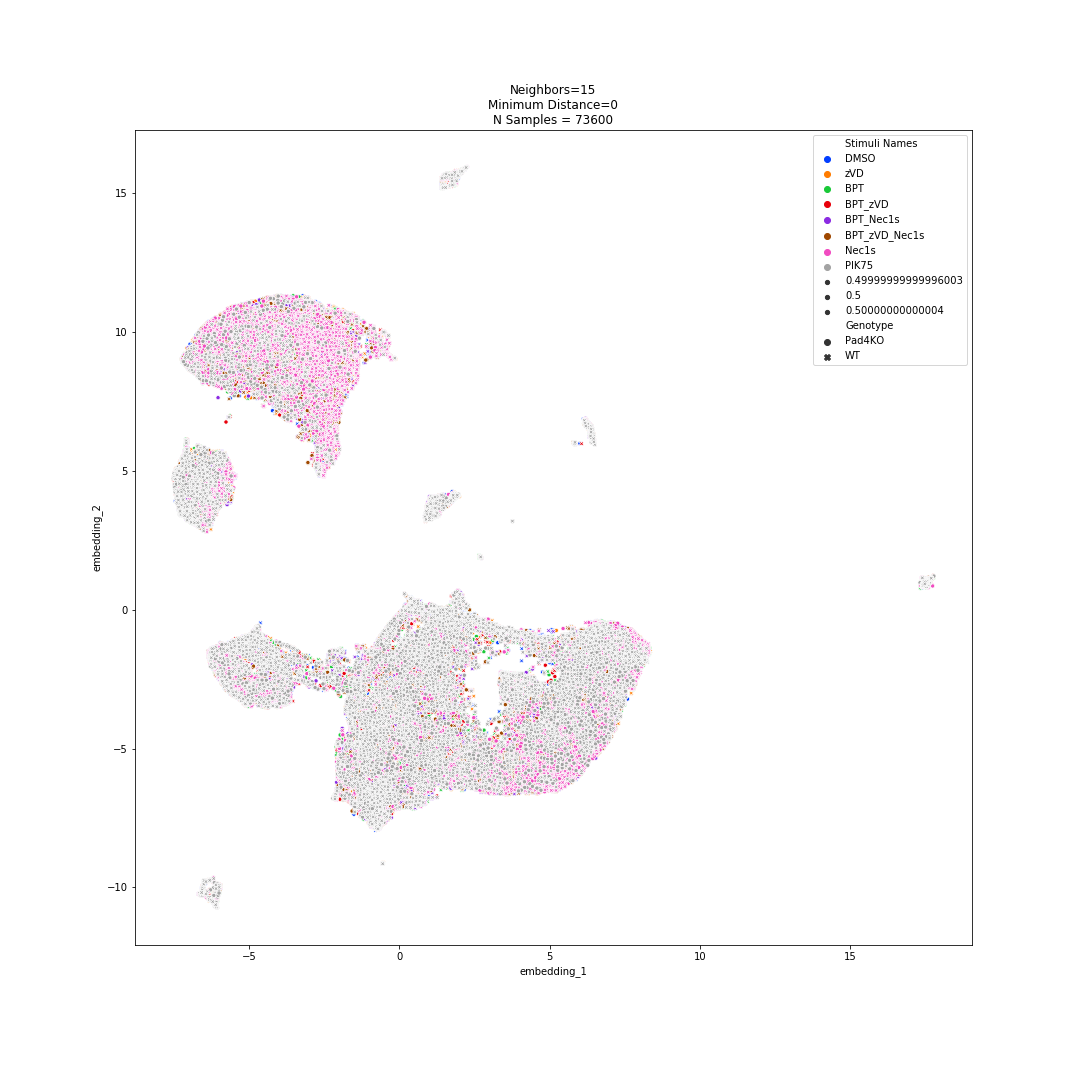 Neighbors=15
Minimum Distance=0
N Samples = 73600
Stimuli Names
DMSO
zVD
BPT
BPT_zVD
BPT_Nec1s
BPT_zVD_Nec1s
Nec1s
PIK75
0.49999999999996003
0.5
0.50000000000004
Genotype
Pad4KO
WT
15
10
5
0
−5
−10
embedding_2
−5
0
5
10
15
embedding_1